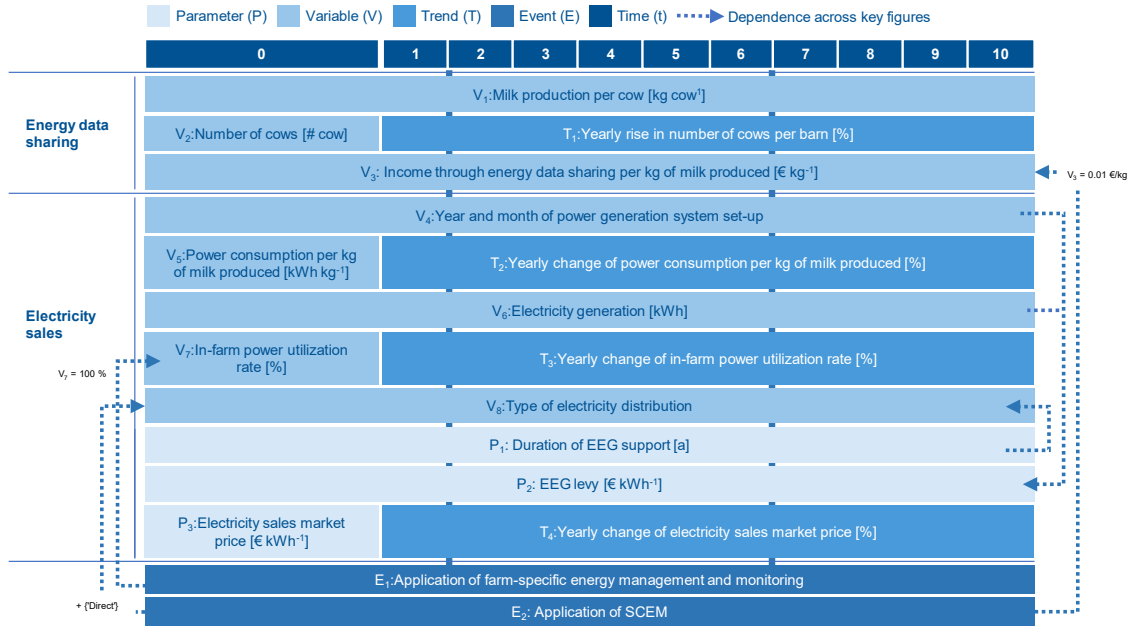 Parameter (P) Variable (V) Trend (T) Event (E) Time (t) Dependence across key figures
0 1 2 3 4 5 6 7 8 9 10
Energy data
sharing
V₁:Milk production per cow [kg cow¹]
V₂:Number of cows [# cow] T₁:Yearly rise in number of cows per barn [%]
V₃: Income through energy data sharing per kg of milk produced [€ kg⁻¹]
V₃ = 0.01 €/kg
Electricity
sales
V₄:Year and month of power generation system set-up
V₅:Power consumption per kg
of milk produced [kWh kg⁻¹]
T₂:Yearly change of power consumption per kg of milk produced [%]
V₆:Electricity generation [kWh]
V₇:In-farm power utilization
rate [%]
T₃:Yearly change of in-farm power utilization rate [%]
V₇ = 100 %
V₈:Type of electricity distribution
P₁: Duration of EEG support [a]
P₂: EEG levy [€ kWh⁻¹]
P₃:Electricity sales market
price [€ kWh⁻¹]
T₄:Yearly change of electricity sales market price [%]
E₁:Application of farm-specific energy management and monitoring
+ {'Direct'}
E₂: Application of SCEM